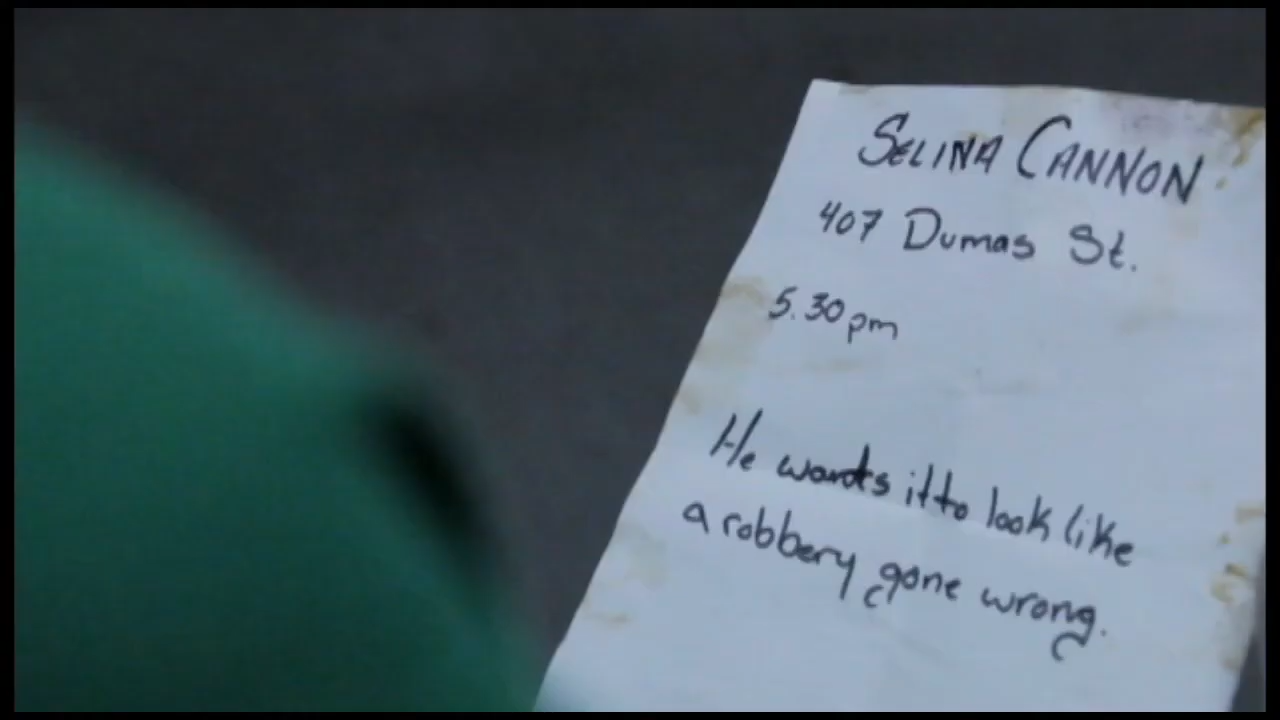 SELINA CANNON
407 Dumas St.
5.30pm
He wants it to look like
a robbery gone wrong.